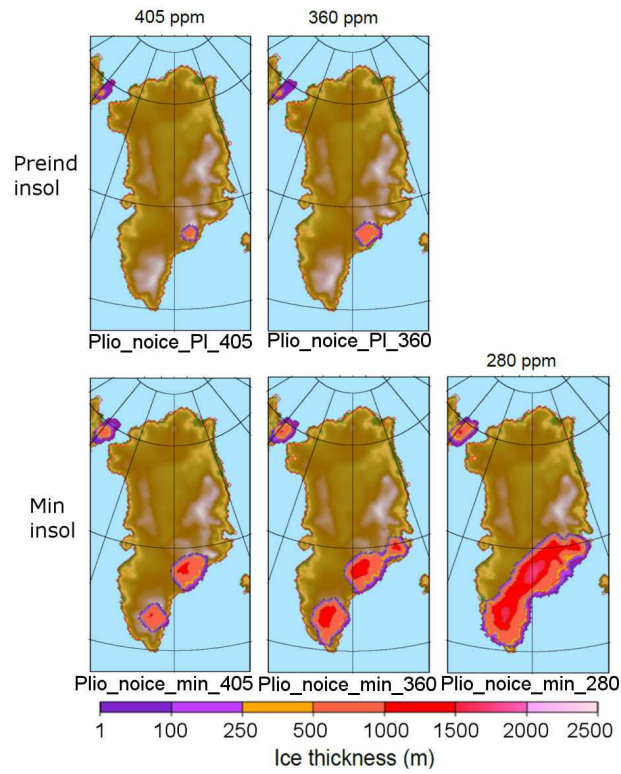 405 ppm
360 ppm
Preind
insol
Plio_noice_PI_405
Plio_noice_PI_360
280 ppm
Min
insol
Plio_noice_min_405
Plio_noice_min_360
Plio_noice_min_280
1 100 250 500 1000 1500 2000 2500
Ice thickness (m)